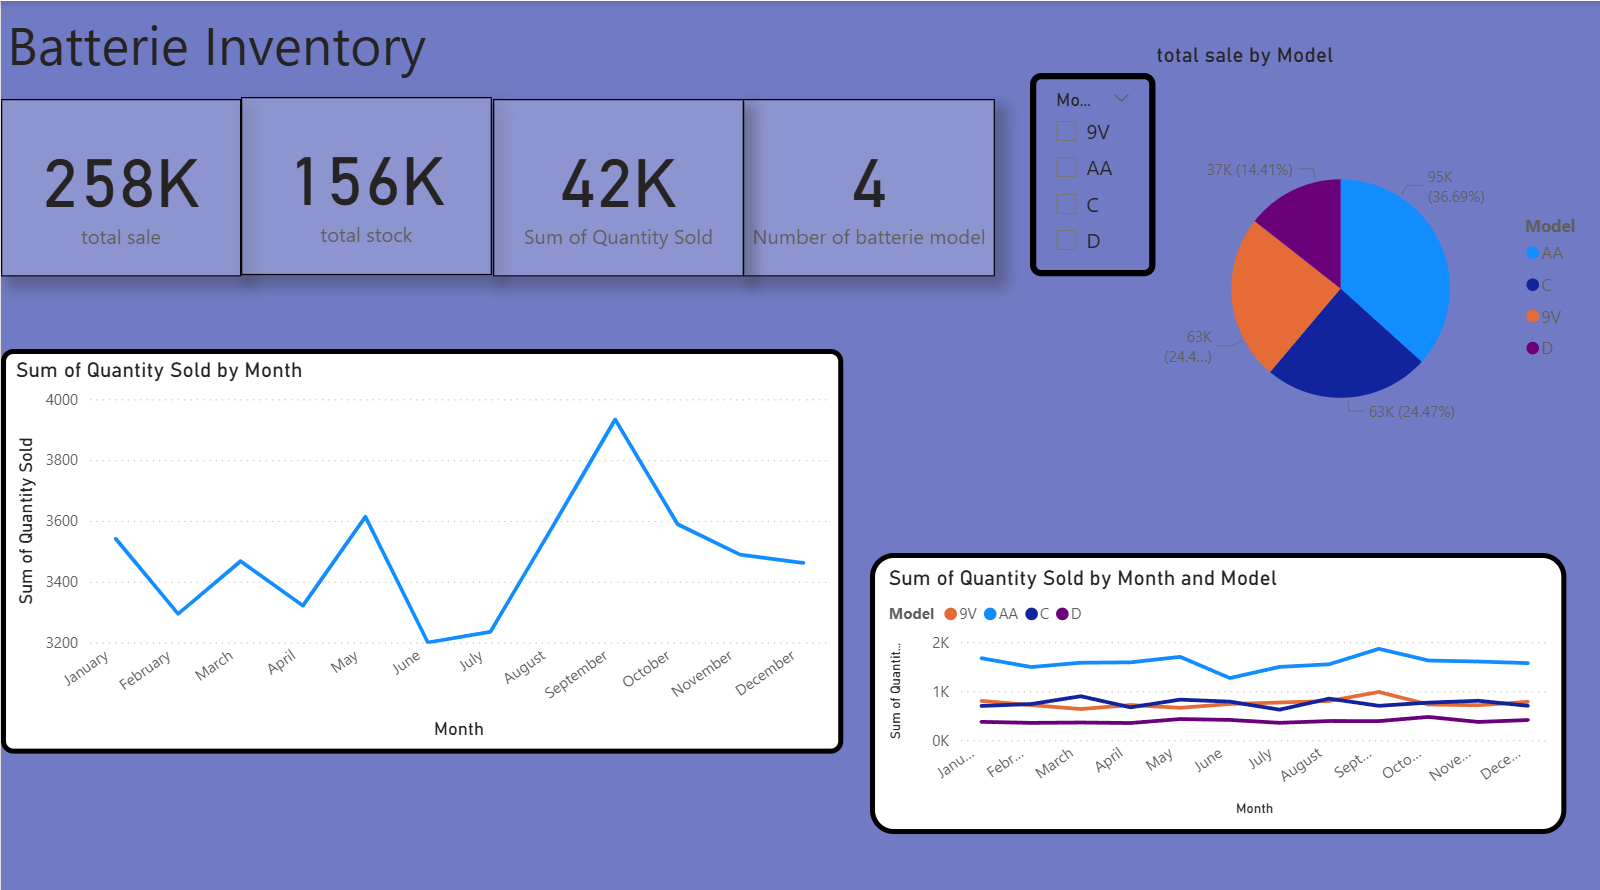 Batterie Inventory
258K
total sale
156K
total stock
42K
Sum of Quantity Sold
4
Number of batterie model
Mo...
9V
AA
C
D
total sale by Model
37K (14.41%)
95K
(36.69%)
63K
(24.4...)
63K (24.47%)
Model
AA
C
9V
D
Sum of Quantity Sold by Month
Sum of Quantity Sold
4000
3800
3600
3400
3200
January
February
March
April
May
June
July
August
September
October
November
December
Month
Sum of Quantity Sold by Month and Model
Model 9V AA C D
Sum of Quantit...
2K
1K
0K
Janu...
Febr...
March
April
May
June
July
August
Sept...
Octo...
Nove...
Dece...
Month